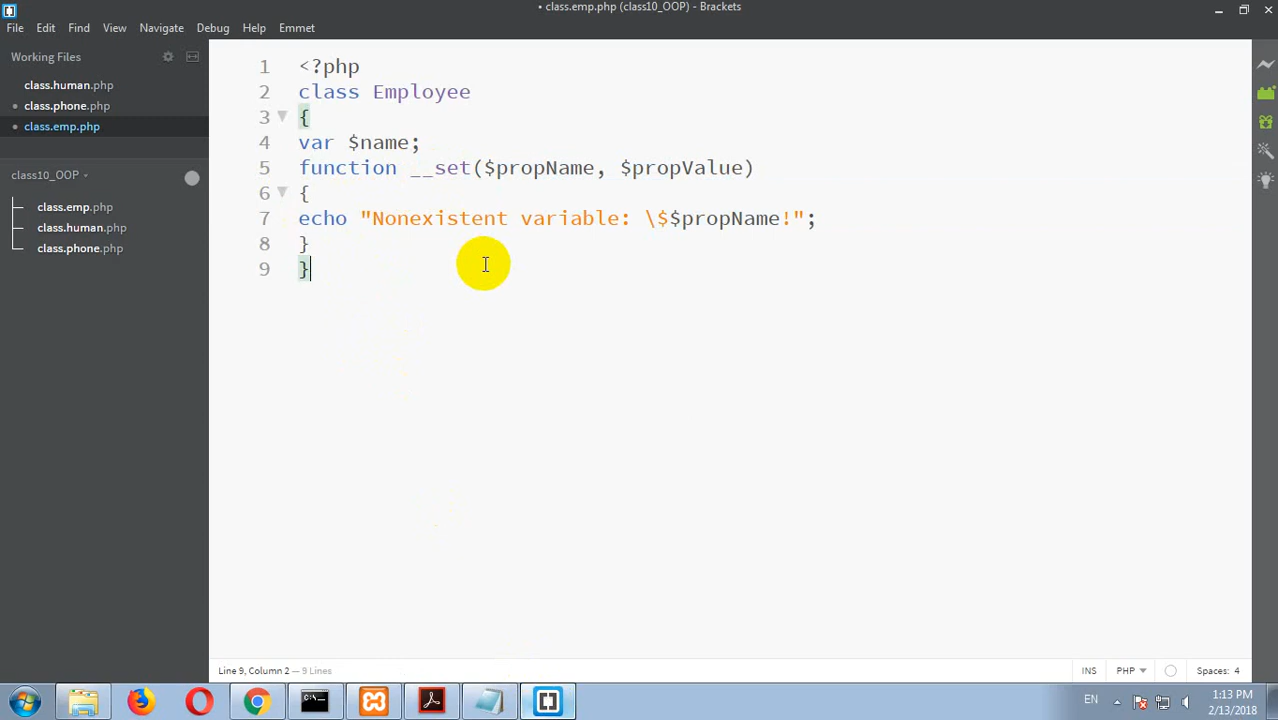 • class.emp.php (class10_OOP) - Brackets
File Edit Find View Navigate Debug Help Emmet
Working Files
class.human.php
class.phone.php
class.emp.php
class10_OOP
class.emp.php
class.human.php
class.phone.php
1 <?php
2 class Employee
3 {
4 var $name;
5 function __set($propName, $propValue)
6 {
7 echo "Nonexistent variable: \$$propName!";
8 }
9 }
Line 9, Column 2 — 9 Lines
INS PHP Spaces: 4
EN
1:13 PM
2/13/2018